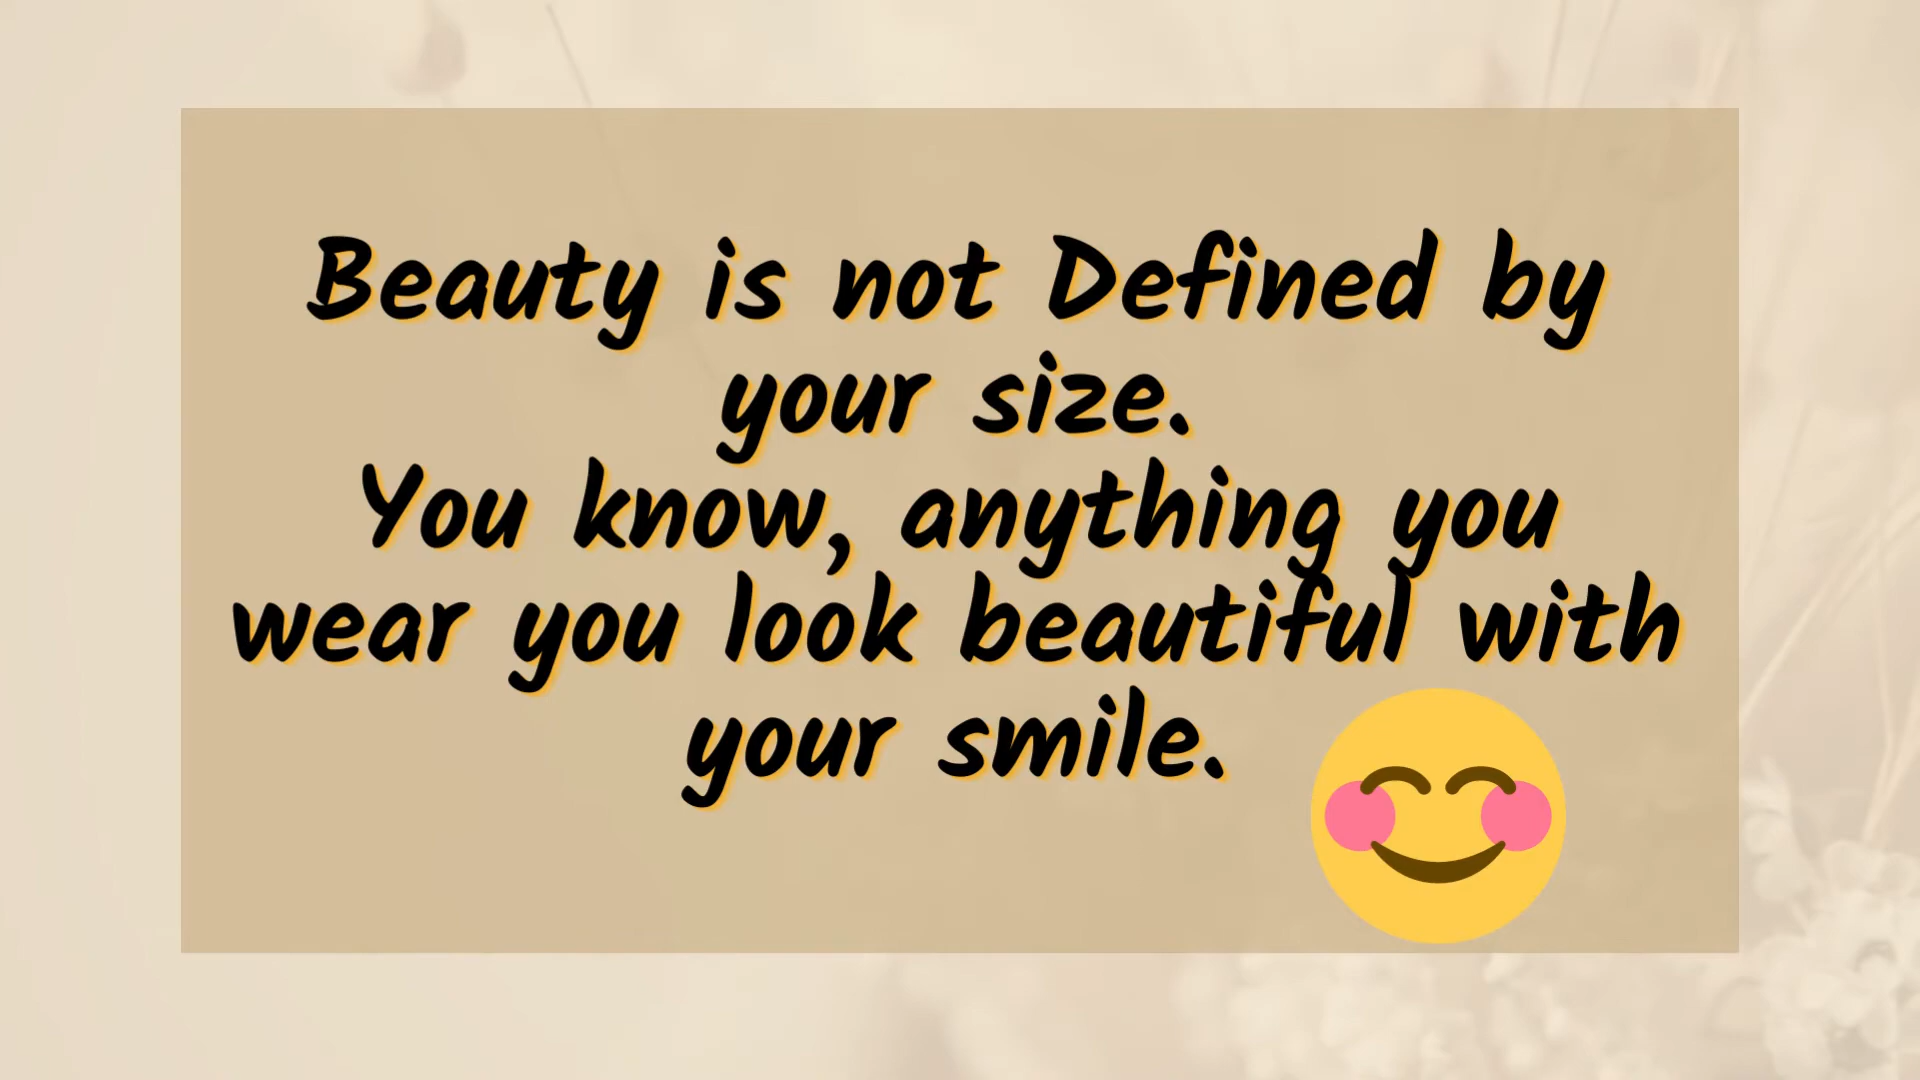 Beauty is not Defined by
your size.
You know, anything you
wear you look beautiful with
your smile.